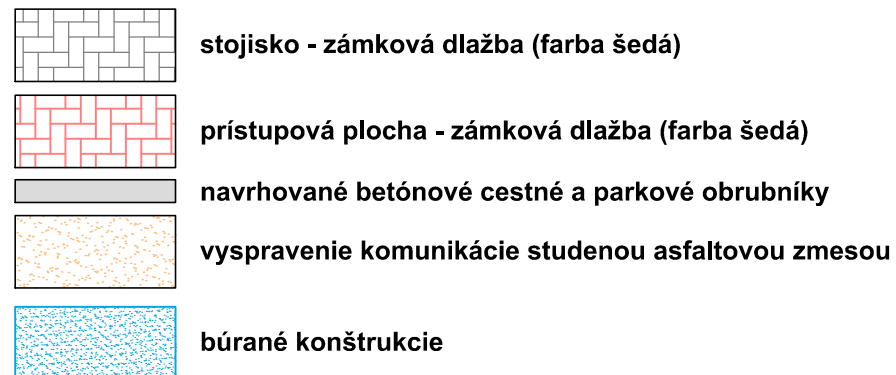 stojisko - zámková dlažba (farba šedá)
prístupová plocha - zámková dlažba (farba šedá)
navrhované betónové cestné a parkové obrubníky
vyspravenie komunikácie studenou asfaltovou zmesou
búrané konštrukcie